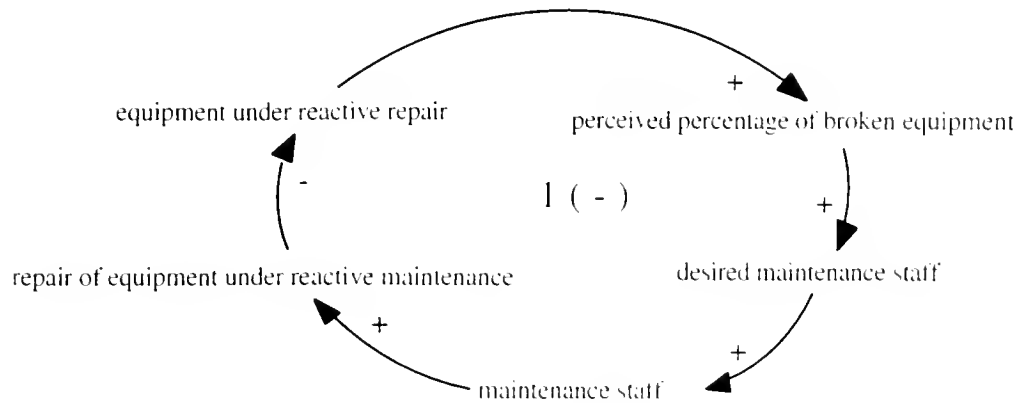 +
equipment under reactive repair
perceived percentage of broken equipment
-
1 ( - )
+
repair of equipment under reactive maintenance
desired maintenance staff
+
+
maintenance staff